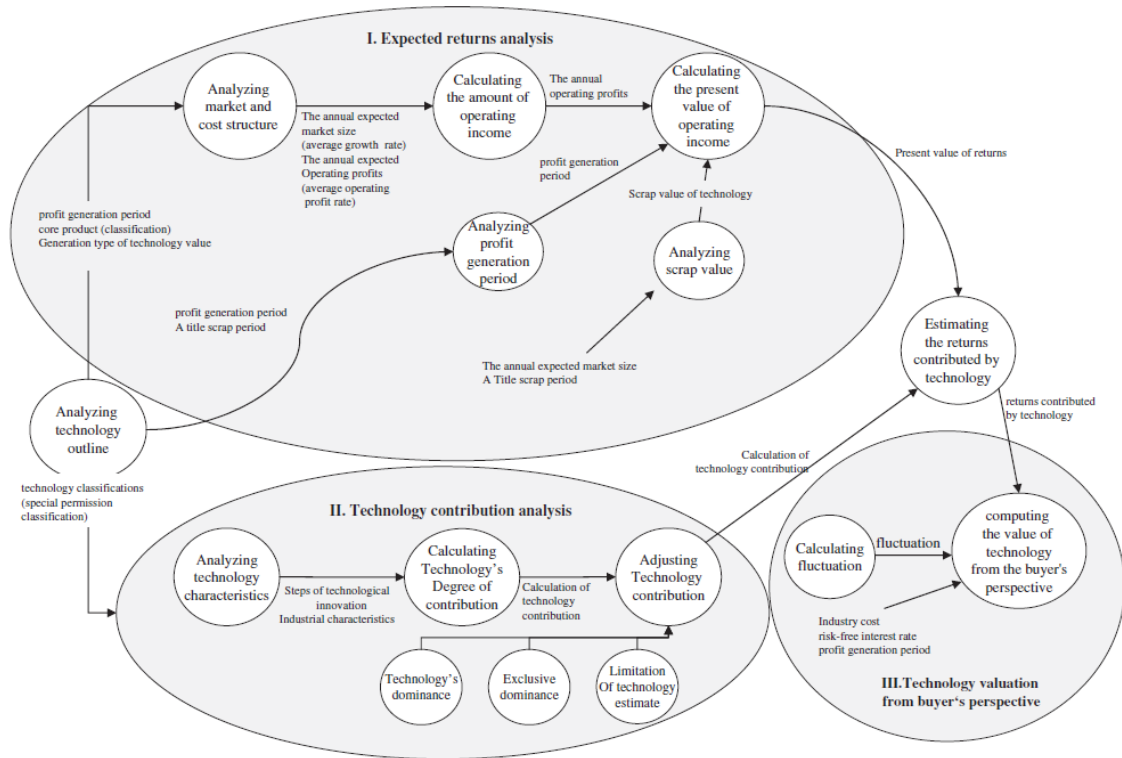 I. Expected returns analysis
Analyzing
market and
cost structure
The annual expected
market size
(average growth rate)
The annual expected
Operating profits
(average operating
profit rate)
Calculating
the amount of
operating
income
The annual
operating profits
Calculating
the present
value of
operating
income
Present value of returns
profit generation
period
Scrap value of technology
profit generation period
core product (classification)
Generation type of technology value
Analyzing
profit
generation
period
Analyzing
scrap value
profit generation period
A title scrap period
The annual expected market size
A Title scrap period
Estimating
the returns
contributed by
technology
Analyzing
technology
outline
returns contributed
by technology
Calculation of
technology contribution
technology classifications
(special permission
classification)
II. Technology contribution analysis
Analyzing
technology
characteristics
Steps of technological
innovation
Industrial characteristics
Calculating
Technology's
Degree of
contribution
Calculation of
technology
contribution
Adjusting
Technology
contribution
Technology's
dominance
Exclusive
dominance
Limitation
Of technology
estimate
Calculating
fluctuation
fluctuation
computing
the value of
technology
from the buyer's
perspective
Industry cost
risk-free interest rate
profit generation period
III.Technology valuation
from buyer‘s perspective